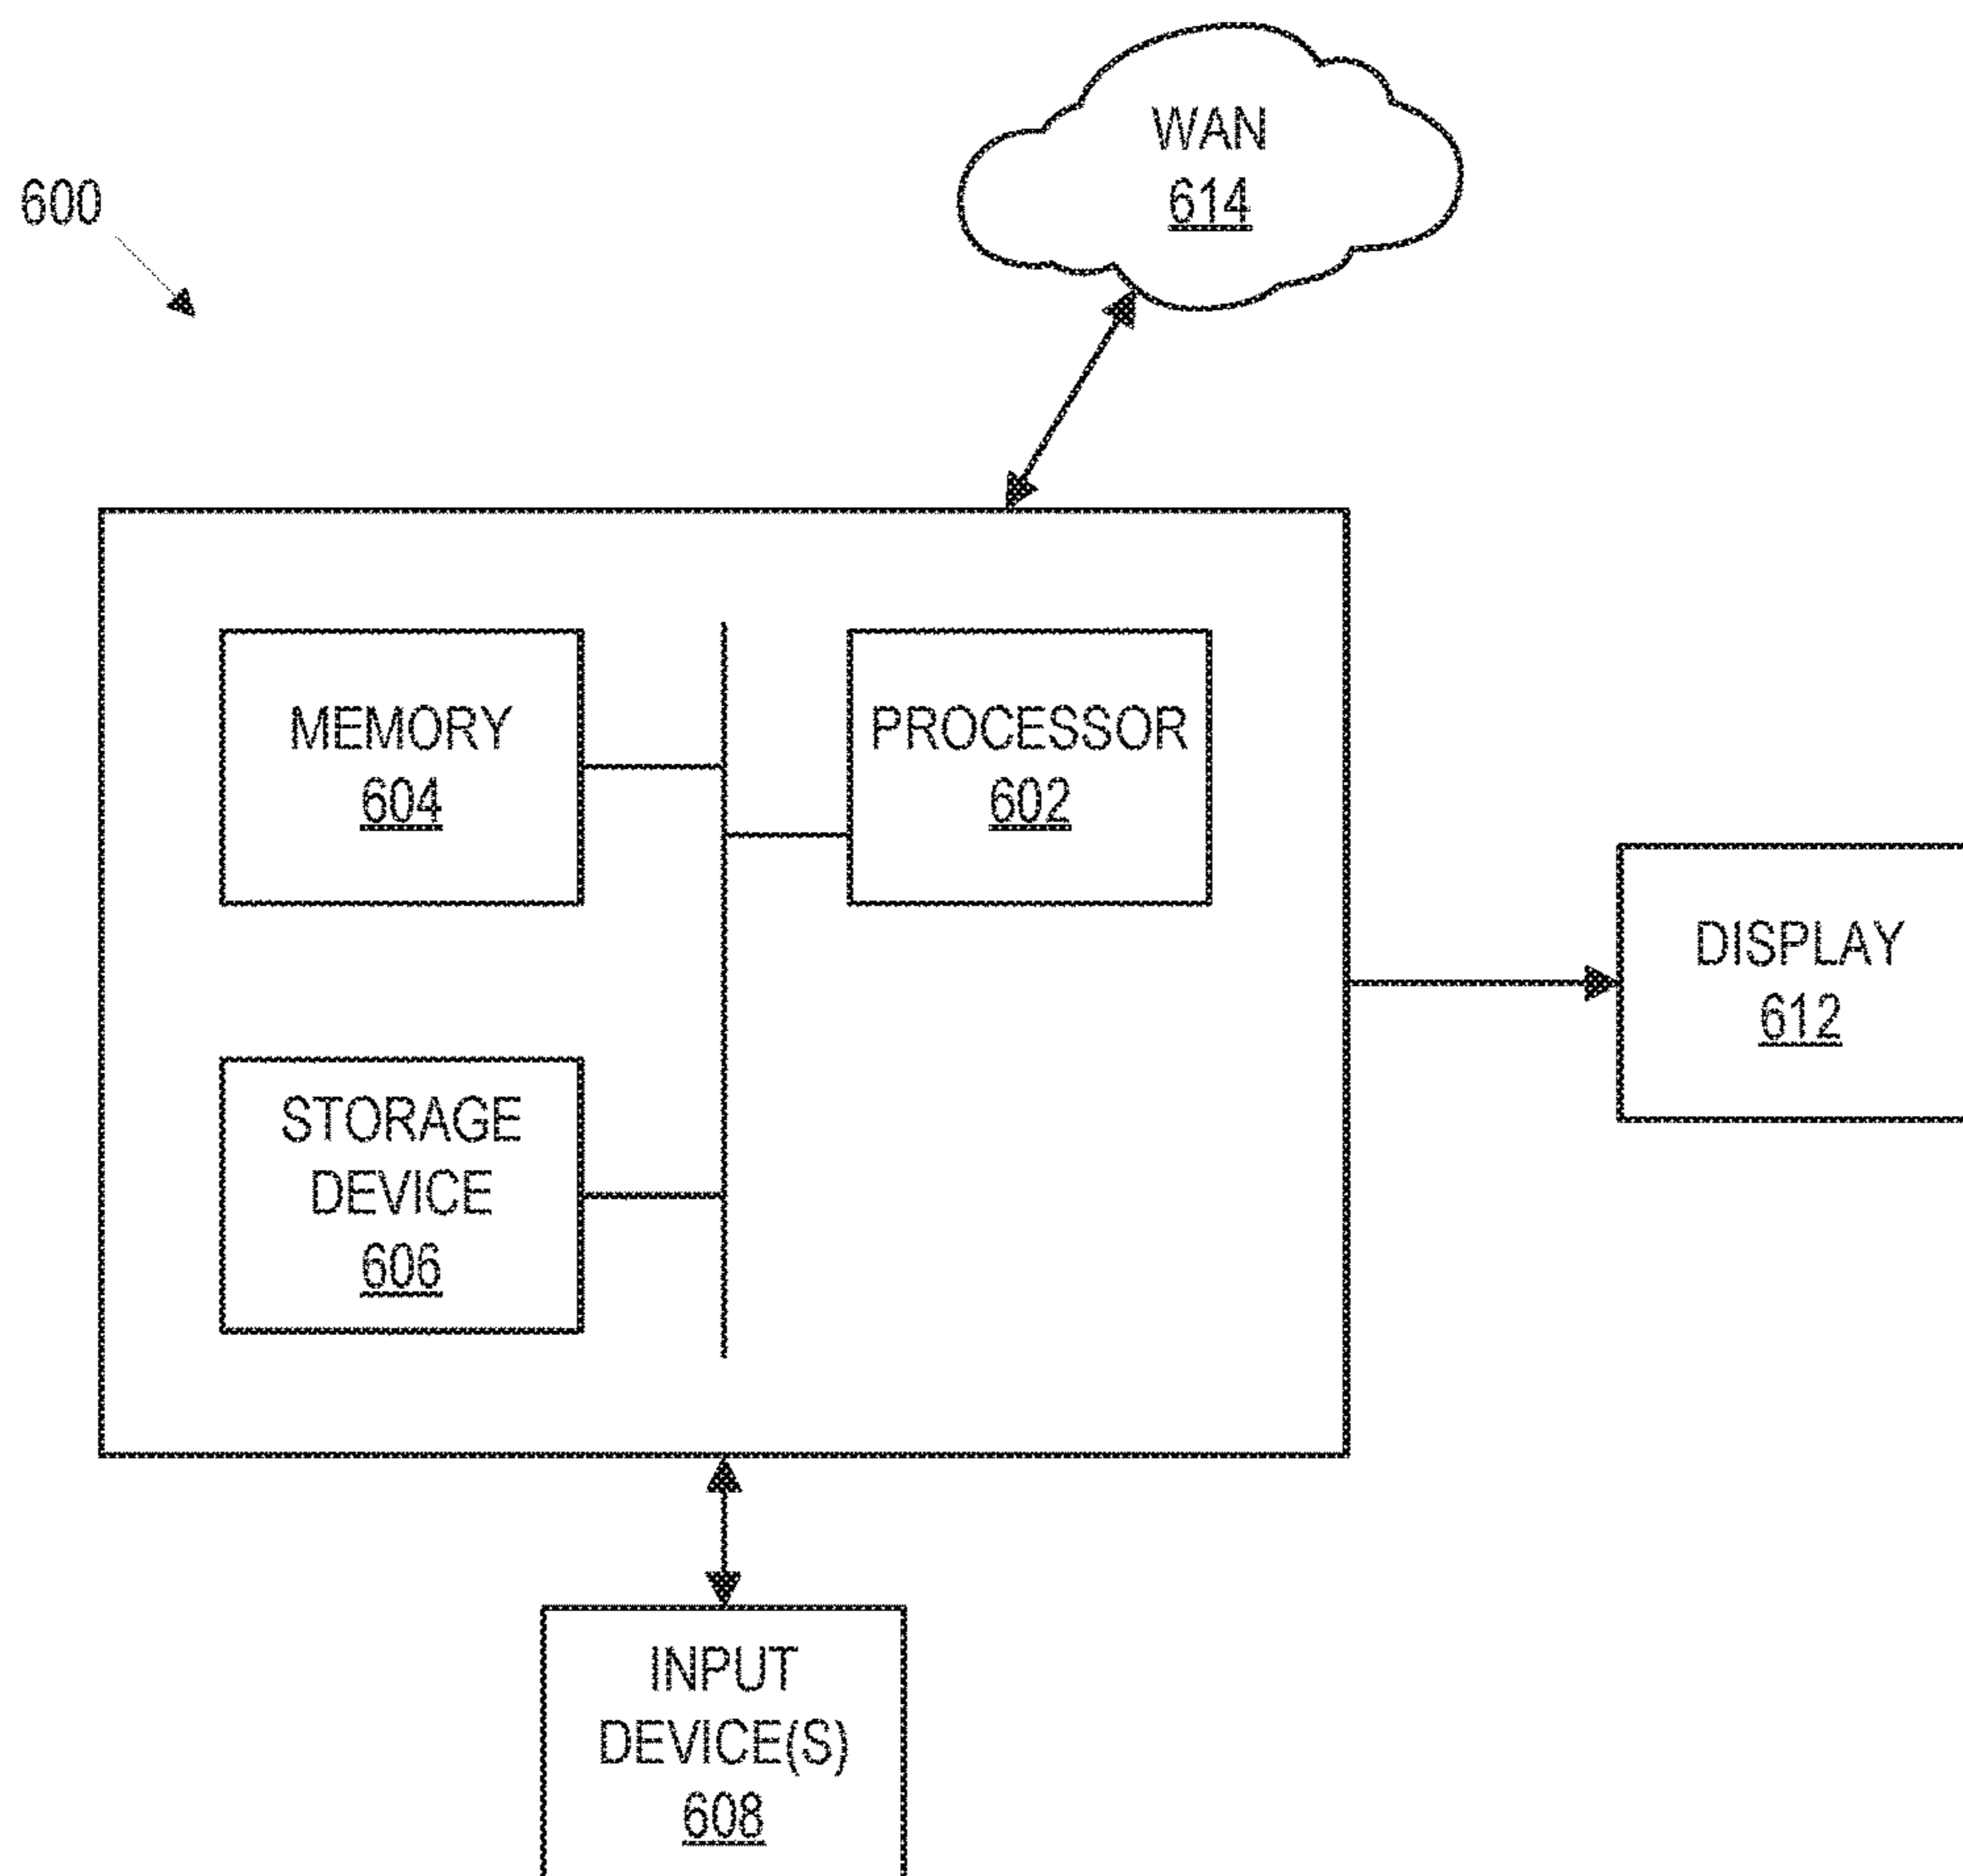 WAN
614
600
MEMORY
604
PROCESSOR
602
DISPLAY
612
STORAGE
DEVICE
606
INPUT
DEVICE(S)
608